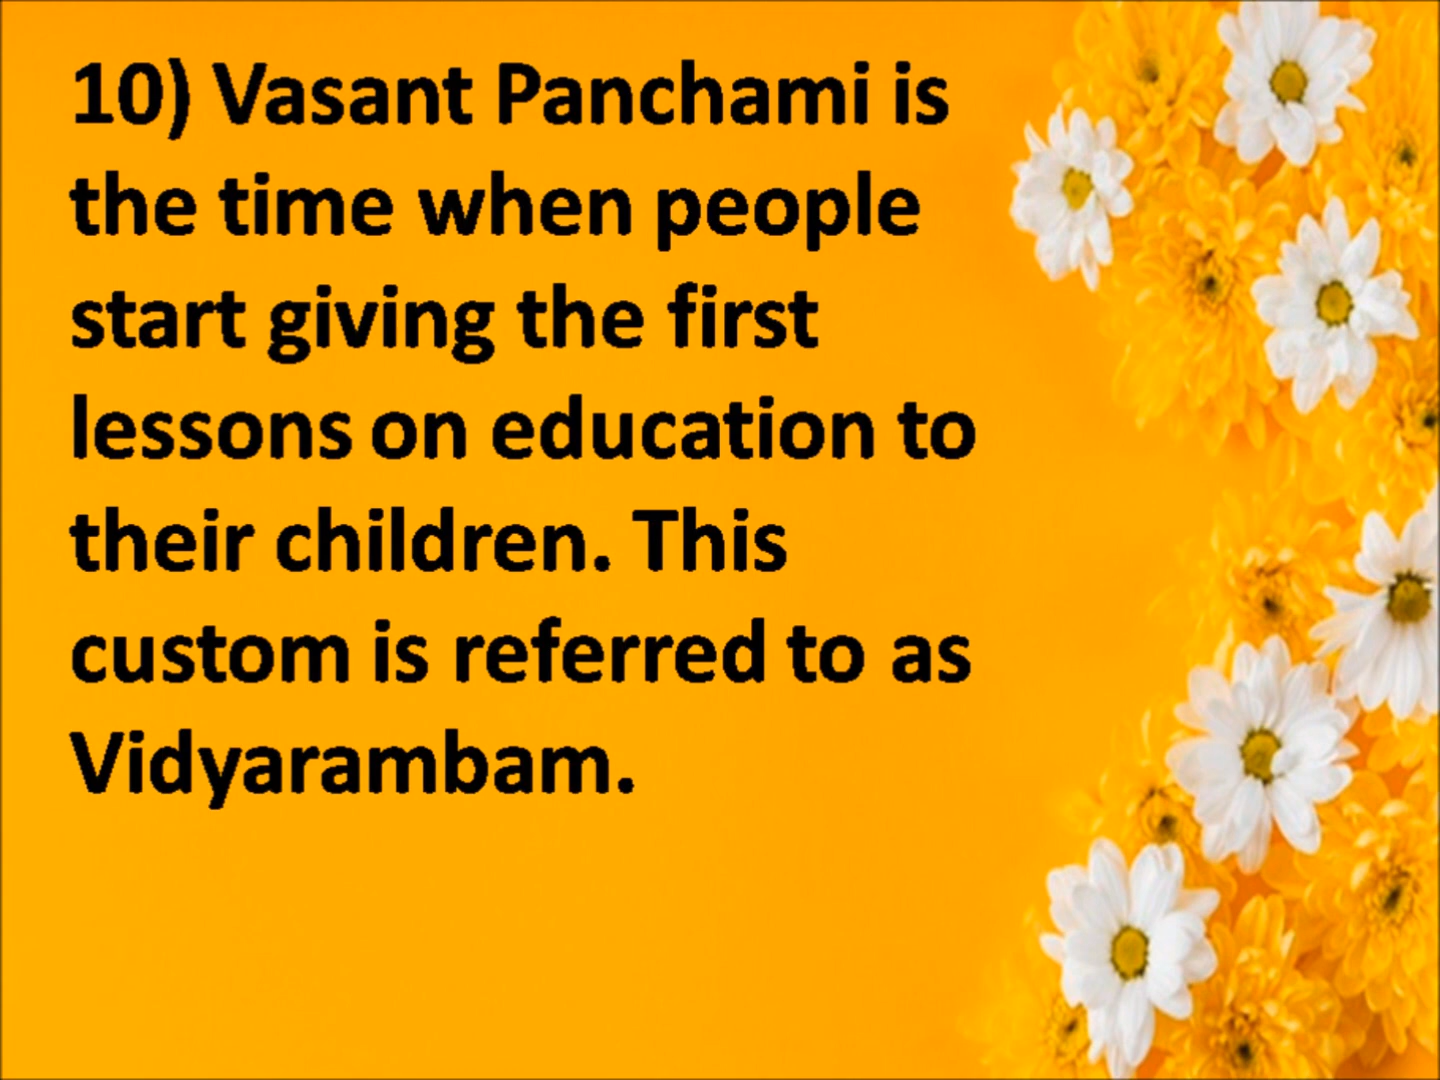 10) Vasant Panchami is
the time when people
start giving the first
lessons on education to
their children. This
custom is referred to as
Vidyarambam.